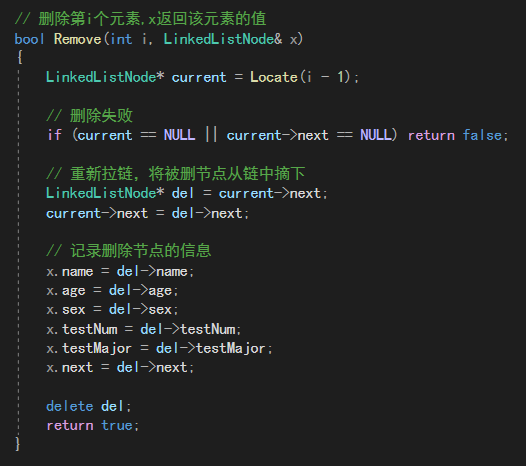 // 删除第i个元素,x返回该元素的值
bool Remove(int i, LinkedListNode& x)
{
    LinkedListNode* current = Locate(i - 1);

    // 删除失败
    if (current == NULL || current->next == NULL) return false;

    // 重新拉链，将被删节点从链中摘下
    LinkedListNode* del = current->next;
    current->next = del->next;

    // 记录删除节点的信息
    x.name = del->name;
    x.age = del->age;
    x.sex = del->sex;
    x.testNum = del->testNum;
    x.testMajor = del->testMajor;
    x.next = del->next;

    delete del;
    return true;
}